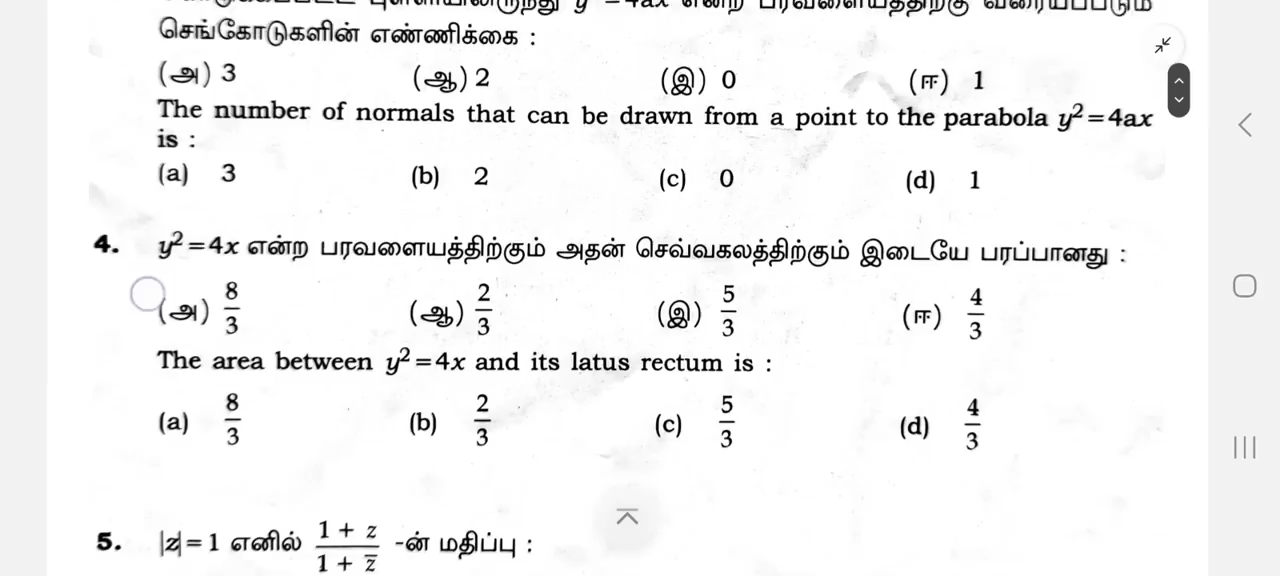 செங்கோடுகளின் எண்ணிக்கை :
(அ) 3 (ஆ) 2 (இ) 0 (ஈ) 1
The number of normals that can be drawn from a point to the parabola y²=4ax
is :
(a) 3 (b) 2 (c) 0 (d) 1
4. y²=4x என்ற பரவளையத்திற்கும் அதன் செவ்வகலத்திற்கும் இடையே பரப்பானது :
(அ) 8/3 (ஆ) 2/3 (இ) 5/3 (ஈ) 4/3
The area between y²=4x and its latus rectum is :
(a) 8/3 (b) 2/3 (c) 5/3 (d) 4/3
5. |z|=1 எனில் (1+z)/(1+z̅) -ன் மதிப்பு :